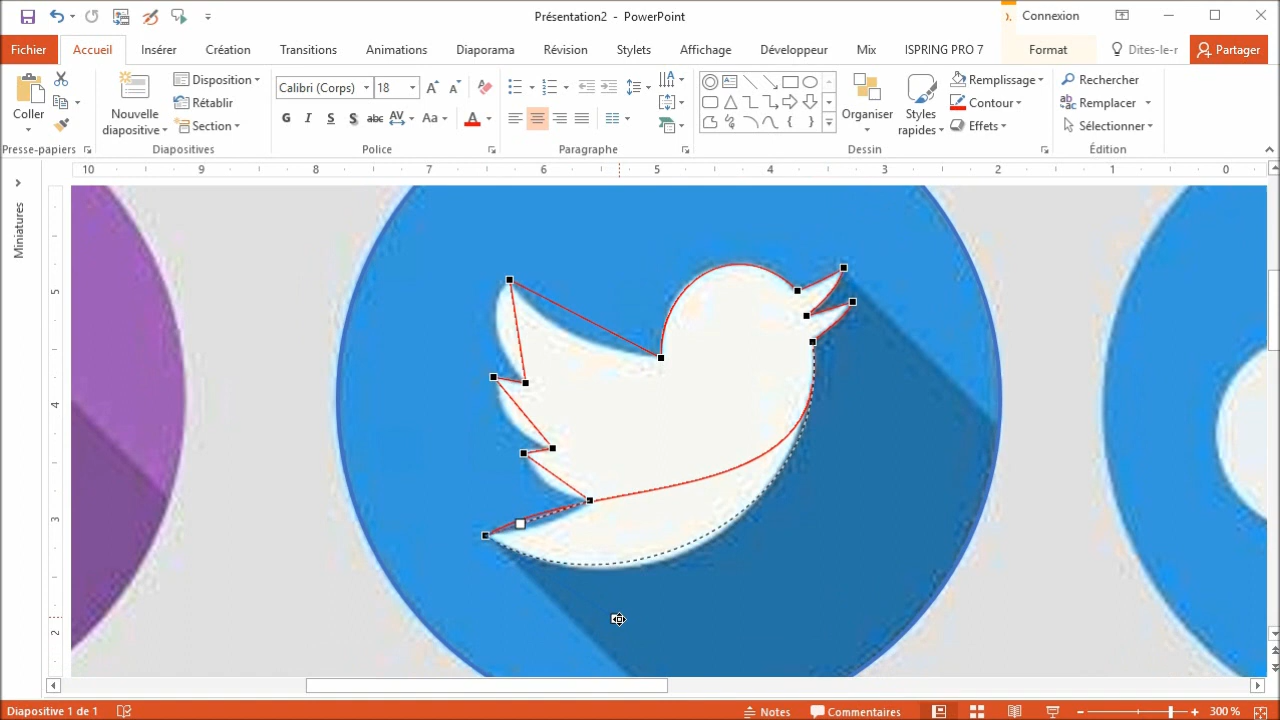 Présentation2 - PowerPoint
Connexion
Fichier Accueil Insérer Création Transitions Animations Diaporama Révision Stylets Affichage Développeur Mix ISPRING PRO 7 Format Dites-le-r Partager
Coller
Nouvelle
diapositive
Disposition
Rétablir
Section
Calibri (Corps) 18
G I S S abc AV Aa A
Organiser
Styles
rapides
Remplissage
Contour
Effets
Rechercher
Remplacer
Sélectionner
Presse-papiers Diapositives Police Paragraphe Dessin Édition
10 9 8 7 6 5 4 3 2 1 0
Miniatures
5
4
3
2
Diapositive 1 de 1 Notes Commentaires 300 %